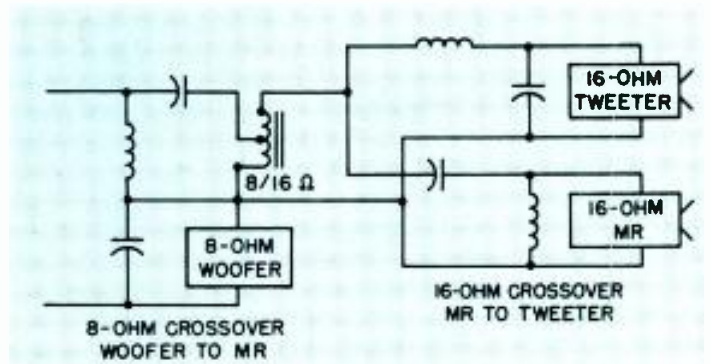 16-OHM
TWEETER
8/16 Ω
16-OHM
MR
8-OHM
WOOFER
16-OHM CROSSOVER
MR TO TWEETER
8-OHM CROSSOVER
WOOFER TO MR